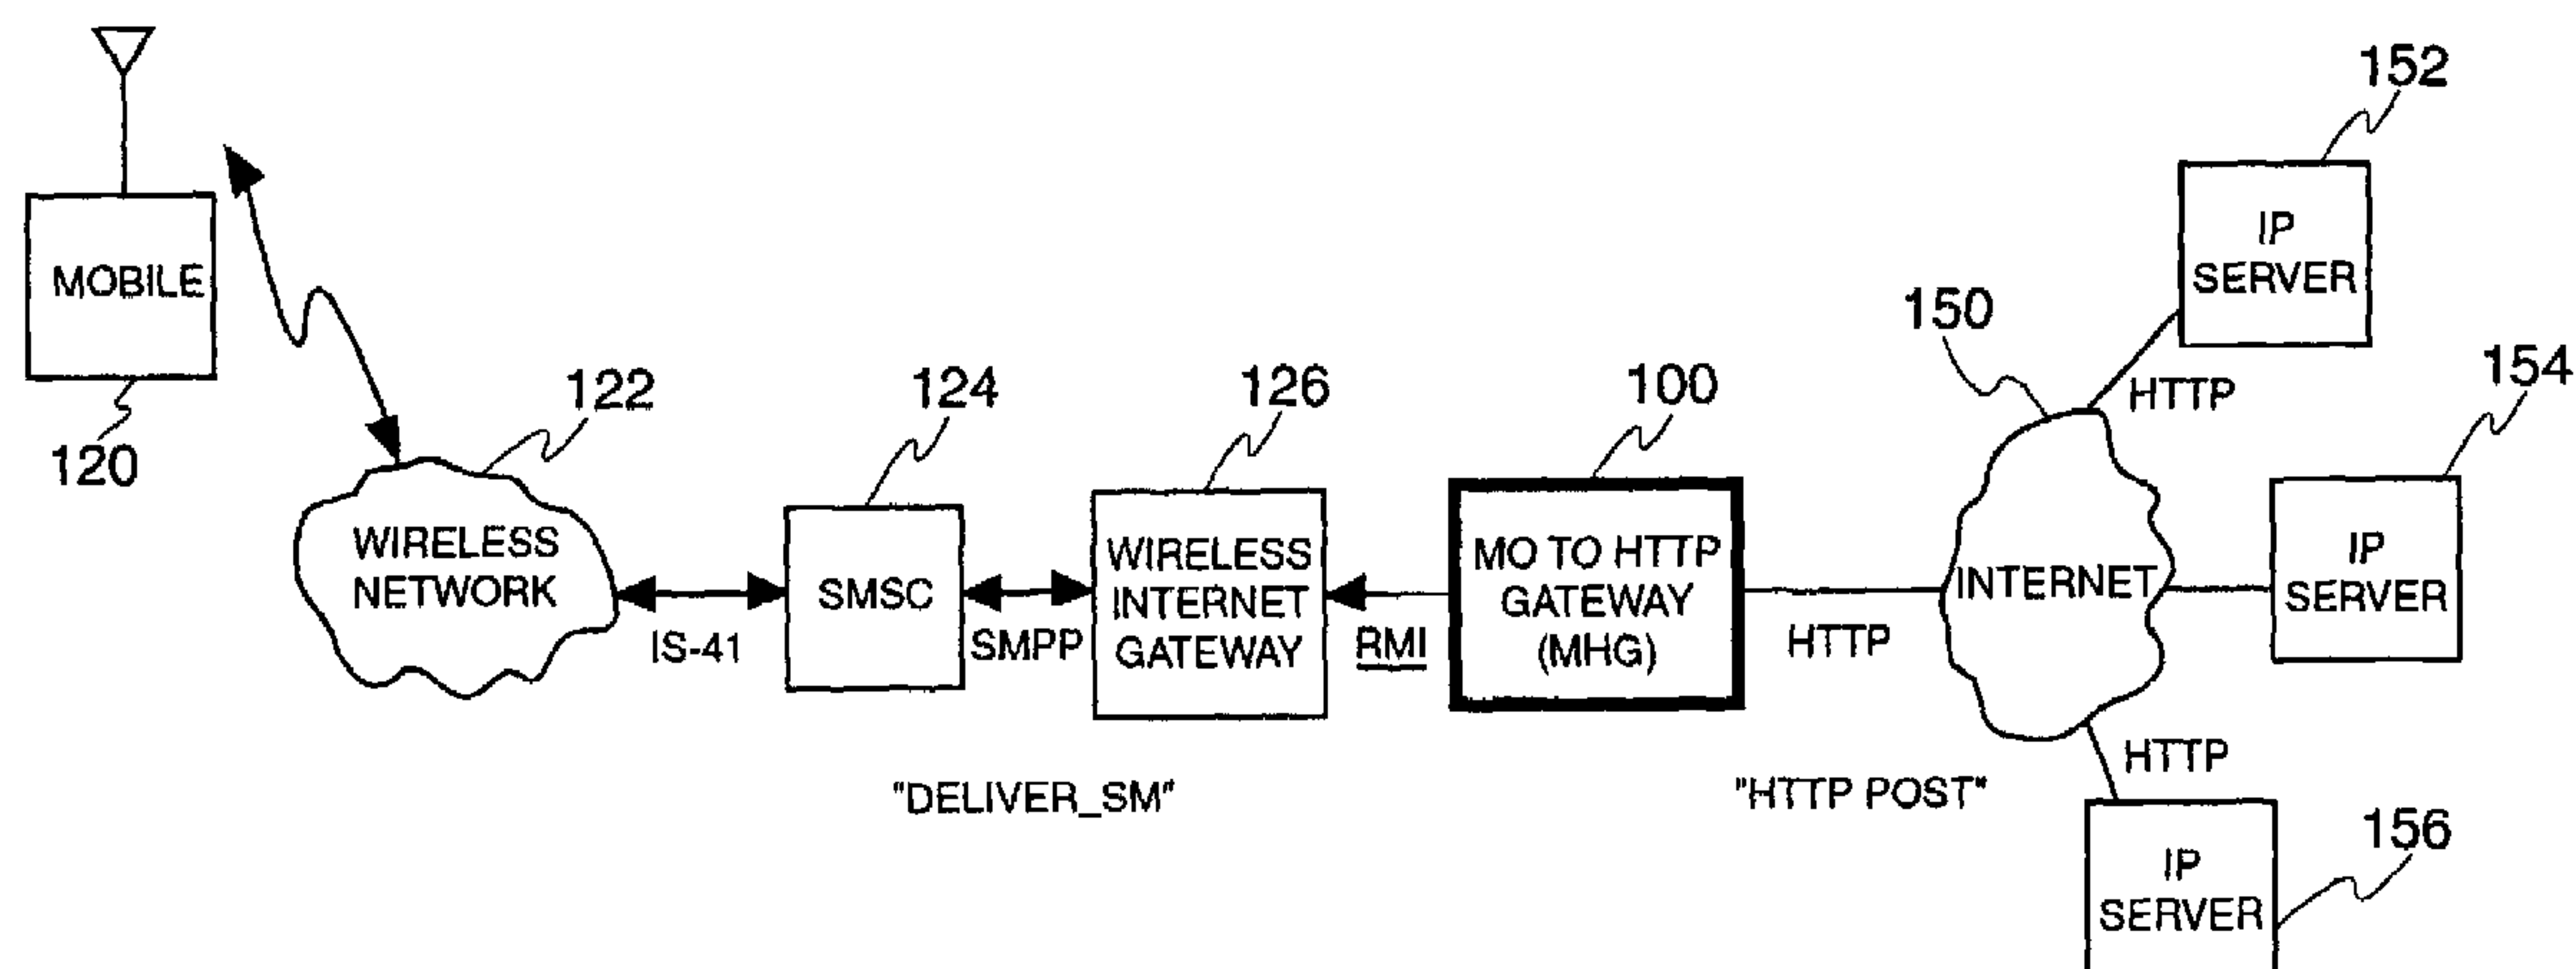 152
IP
SERVER
MOBILE
150
154
HTTP
122
124
126
100
120
WIRELESS
NETWORK
IS-41
SMSC
SMPP
WIRELESS
INTERNET
GATEWAY
RMI
MO TO HTTP
GATEWAY
(MHG)
HTTP
INTERNET
IP
SERVER
HTTP
"DELIVER_SM"
"HTTP POST"
156
IP
SERVER